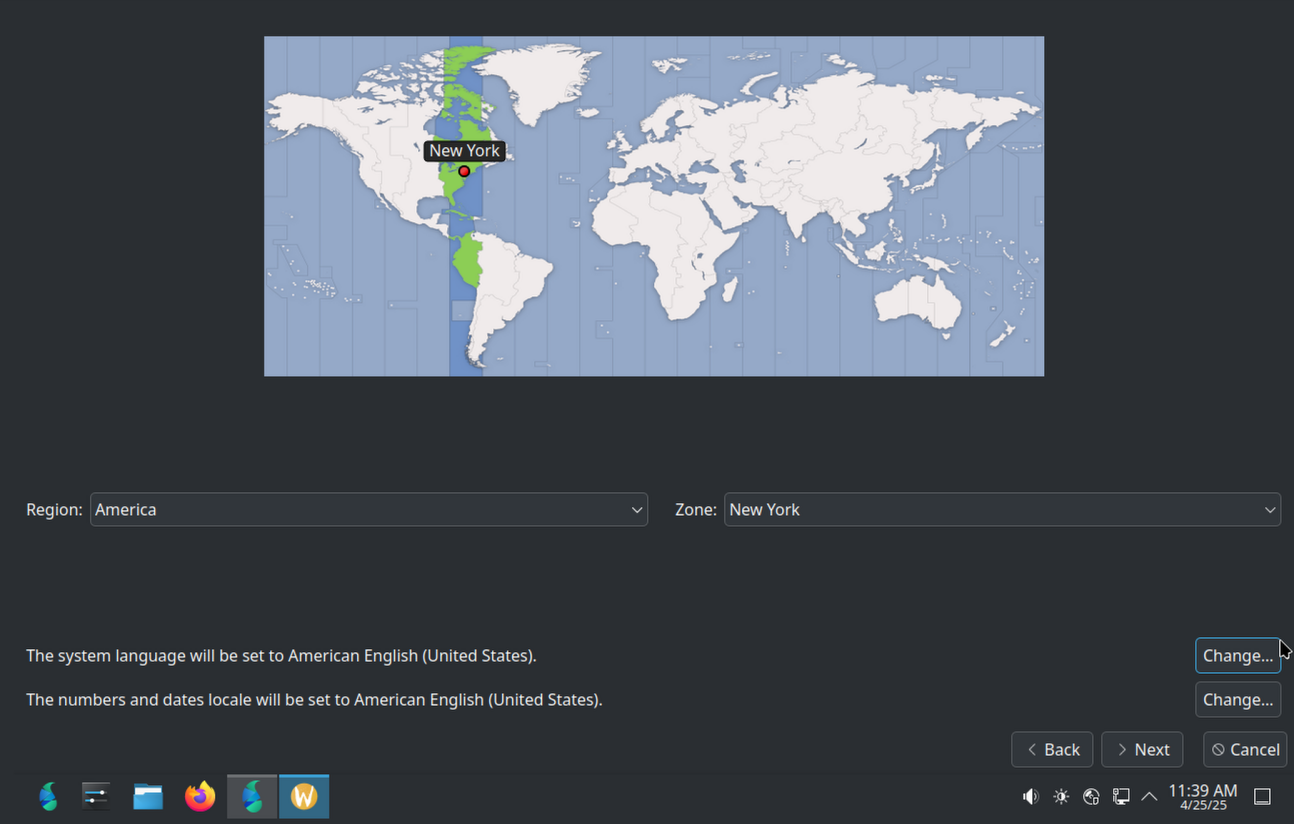 New York
Region: America Zone: New York
The system language will be set to American English (United States). Change...
The numbers and dates locale will be set to American English (United States). Change...
Back Next Cancel
W 11:39 AM
4/25/25